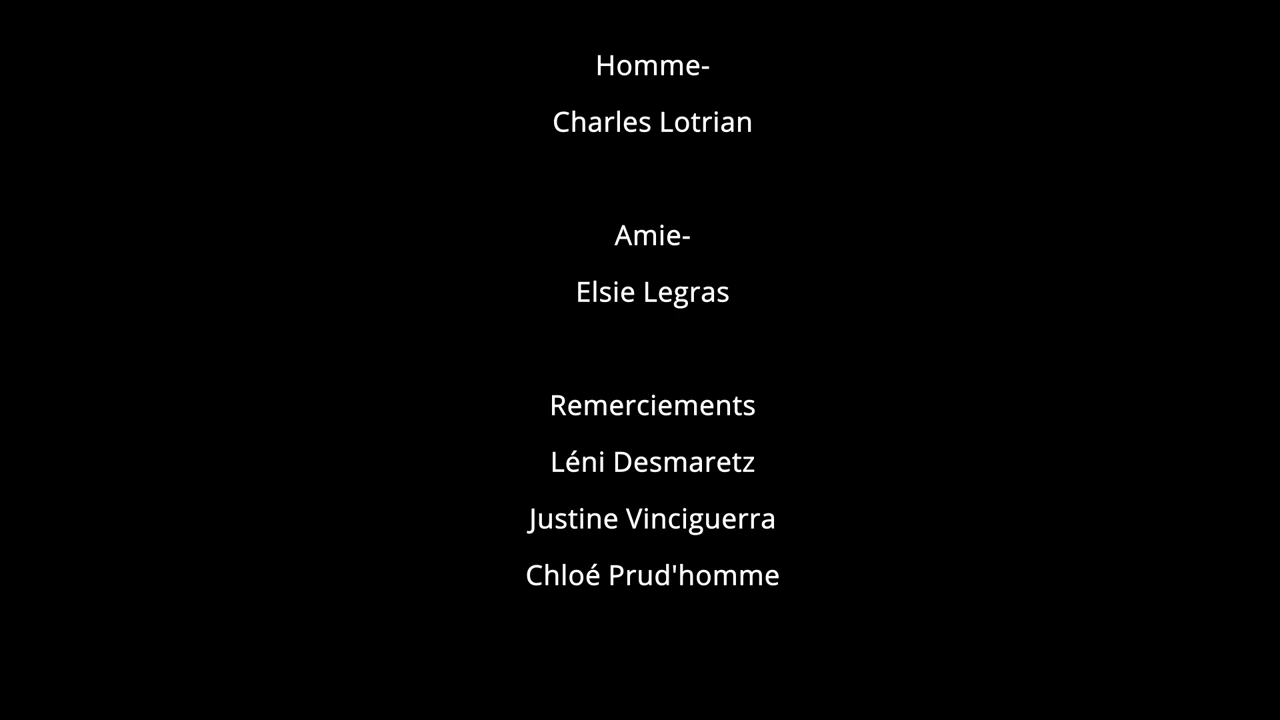 Homme-
Charles Lotrian
Amie-
Elsie Legras
Remerciements
Léni Desmaretz
Justine Vinciguerra
Chloé Prud'homme